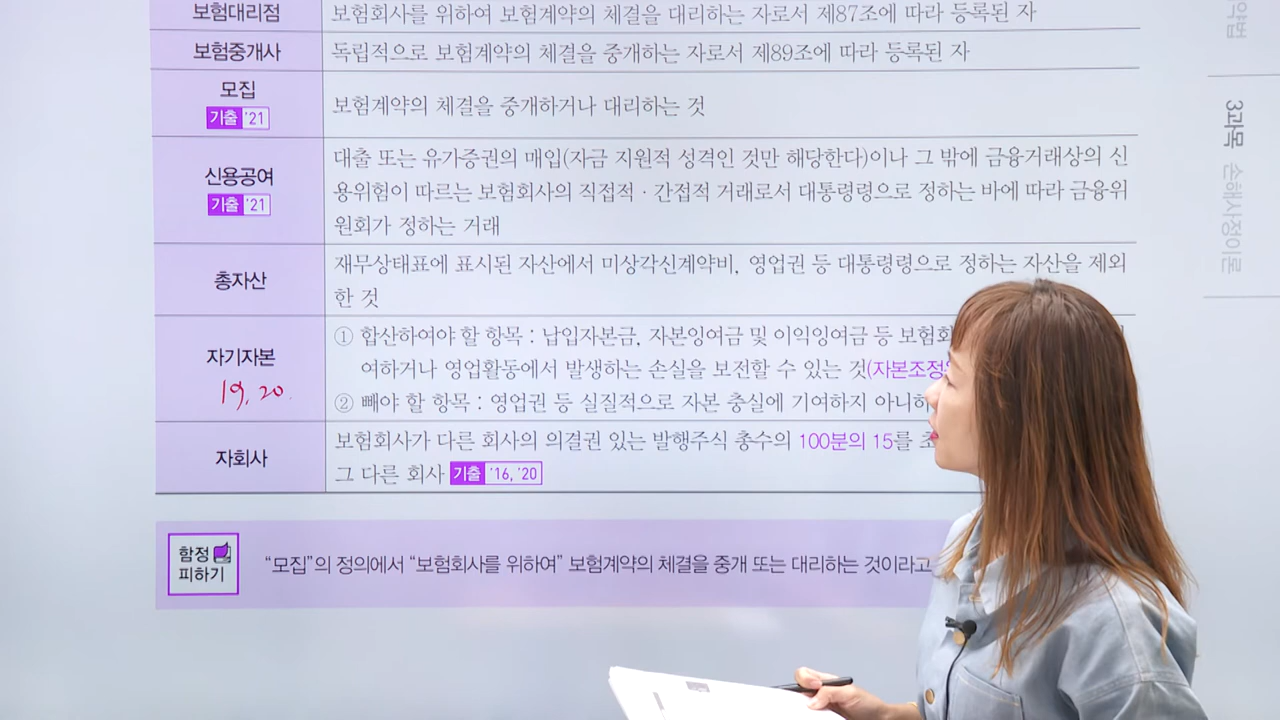 보험대리점
보험회사를 위하여 보험계약의 체결을 대리하는 자로서 제87조에 따라 등록된 자
보험중개사
독립적으로 보험계약의 체결을 중개하는 자로서 제89조에 따라 등록된 자
모집
기출 '21
보험계약의 체결을 중개하거나 대리하는 것
신용공여
기출 '21
대출 또는 유가증권의 매입(자금 지원적 성격인 것만 해당한다)이나 그 밖에 금융거래상의 신
용위험이 따르는 보험회사의 직접적 · 간접적 거래로서 대통령령으로 정하는 바에 따라 금융위
원회가 정하는 거래
총자산
재무상태표에 표시된 자산에서 미상각신계약비, 영업권 등 대통령령으로 정하는 자산을 제외
한 것
자기자본
19, 20.
① 합산하여야 할 항목 : 납입자본금, 자본잉여금 및 이익잉여금 등 보험회
여하거나 영업활동에서 발생하는 손실을 보전할 수 있는 것(자본조정
② 빼야 할 항목 : 영업권 등 실질적으로 자본 충실에 기여하지 아니하
자회사
보험회사가 다른 회사의 의결권 있는 발행주식 총수의 100분의 15를 초
그 다른 회사 기출 '16, '20
함정
피하기
“모집”의 정의에서 “보험회사를 위하여” 보험계약의 체결을 중개 또는 대리하는 것이라고
약법
3과목 손해사정이론